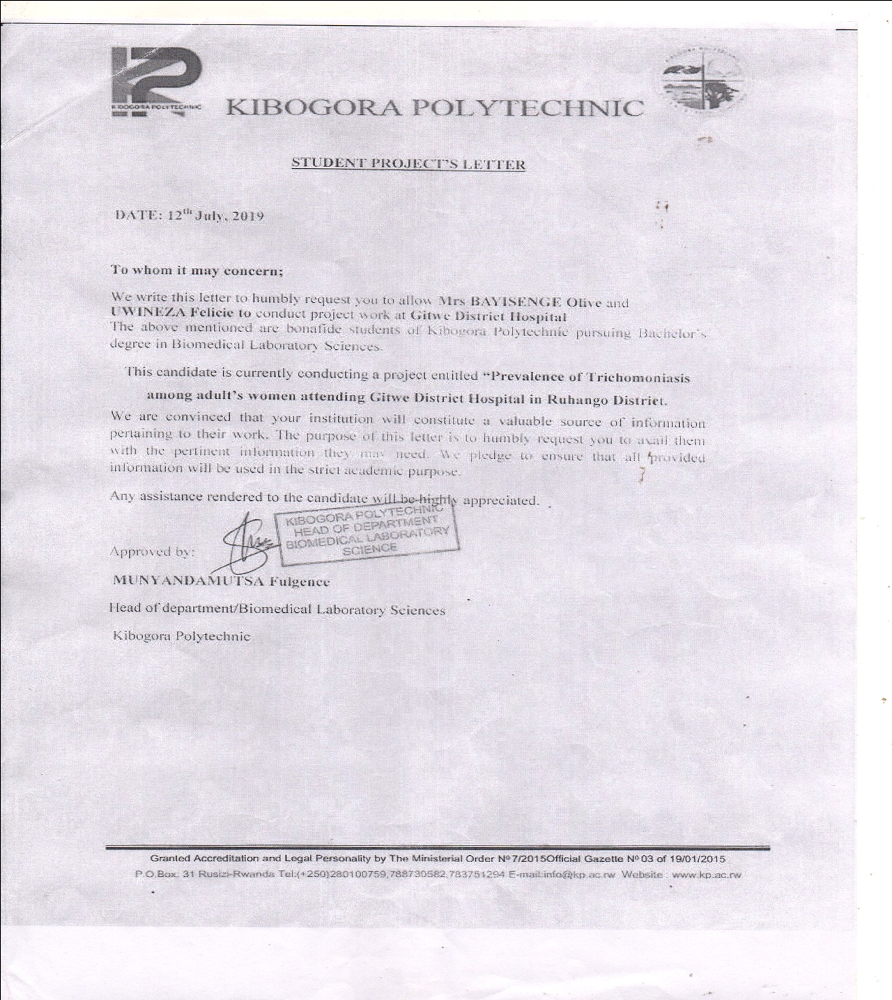 KIBOGORA POLYTECHNIC
KIBOGORA POLYTECHNIC
STUDENT PROJECT'S LETTER
DATE: 12th July, 2019
To whom it may concern;
We write this letter to humbly request you to allow Mrs BAYISENGE Olive and
UWINEZA Felicie to conduct project work at Gitwe District Hospital
The above mentioned are bonafide students of Kibogora Polytechnic pursuing Bachelor's
degree in Biomedical Laboratory Sciences.
This candidate is currently conducting a project entitled "Prevalence of Trichomoniasis
among adult's women attending Gitwe District Hospital in Ruhango District.
We are convinced that your institution will constitute a valuable source of information
pertaining to their work. The purpose of this letter is to humbly request you to avail them
with the pertinent information they may need. We pledge to ensure that all provided
information will be used in the strict academic purpose.
Any assistance rendered to the candidate will be highly appreciated.
KIBOGORA POLYTECHNIC
HEAD OF DEPARTMENT
BIOMEDICAL LABORATORY
SCIENCE
Approved by:
MUNYANDAMUTSA Fulgence
Head of department/Biomedical Laboratory Sciences
Kibogora Polytechnic
Granted Accreditation and Legal Personality by The Ministerial Order Nº 7/2015Official Gazette Nº 03 of 19/01/2015
P.O.Box. 31 Rusizi-Rwanda Tel:(+250)280100759,788730582,783751294 E-mail:info@kp.ac.rw Website : www.kp.ac.rw